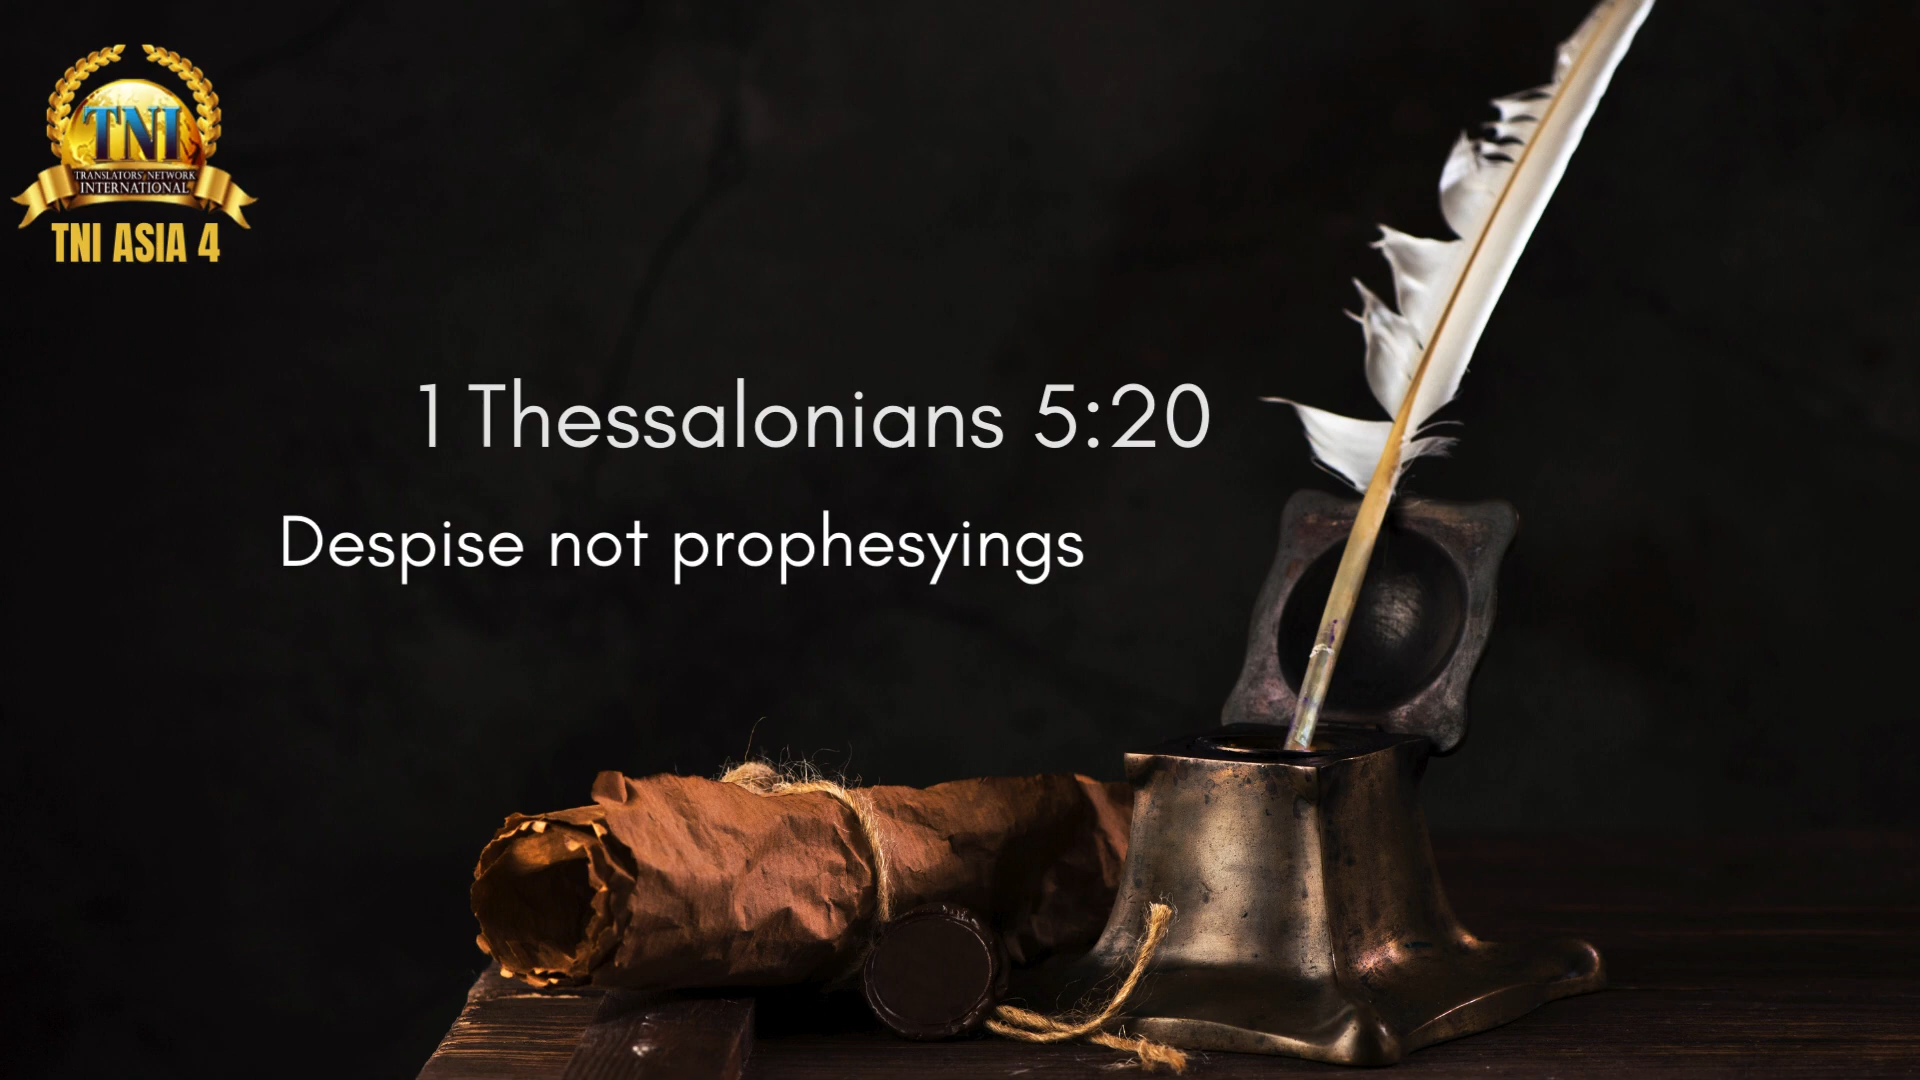 TNI
TRANSLATORS' NETWORK
INTERNATIONAL
TNI ASIA 4
1 Thessalonians 5:20
Despise not prophesyings